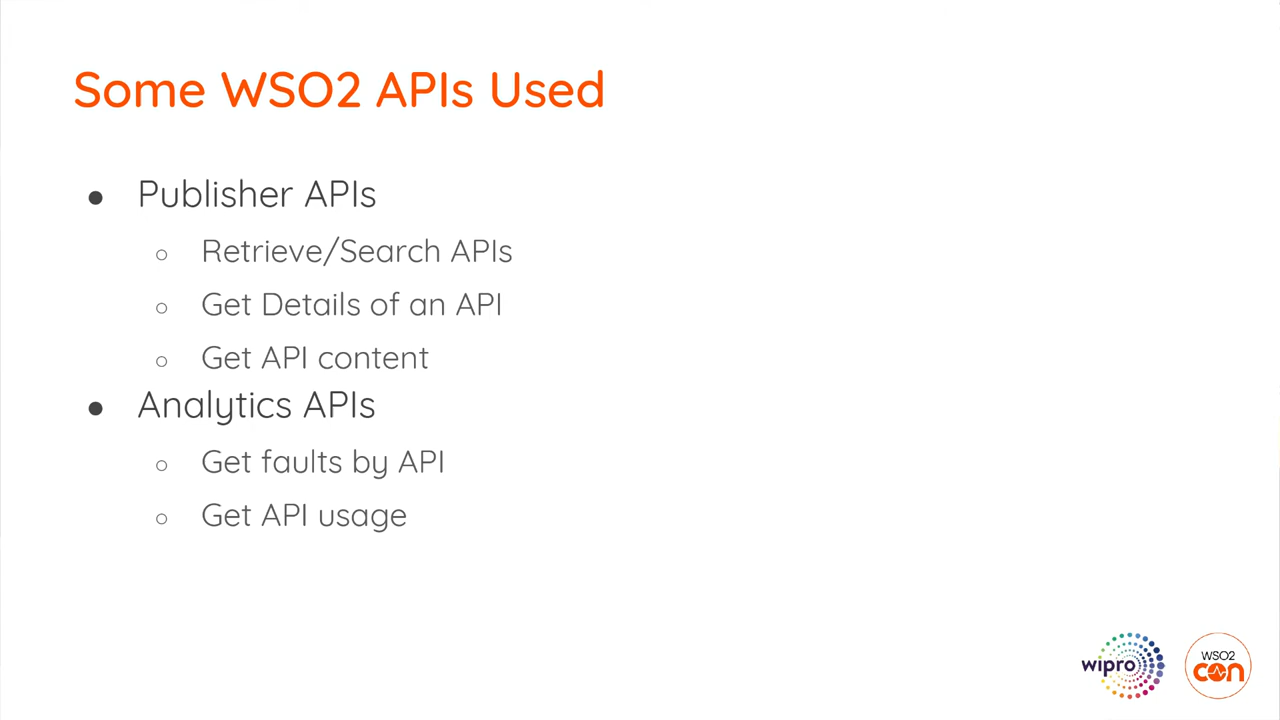 Some WSO2 APIs Used
● Publisher APIs
○ Retrieve/Search APIs
○ Get Details of an API
○ Get API content
● Analytics APIs
○ Get faults by API
○ Get API usage
wipro
WSO2
con